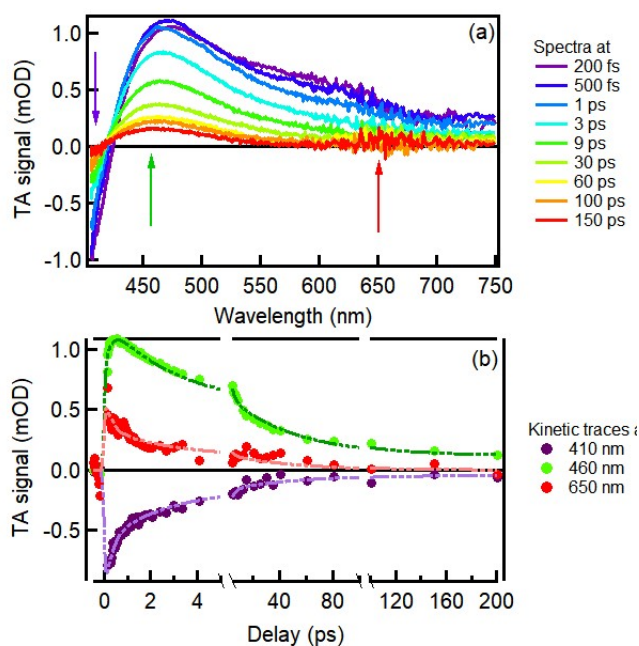 (a)
TA signal (mOD)
1.0
0.5
0.0
-0.5
-1.0
450 500 550 600 650 700 750
Wavelength (nm)
Spectra at
200 fs
500 fs
1 ps
3 ps
9 ps
30 ps
60 ps
100 ps
150 ps
(b)
TA signal (mOD)
1.0
0.5
0.0
-0.5
0 2 4 40 80 120 160 200
Delay (ps)
Kinetic traces a
410 nm
460 nm
650 nm